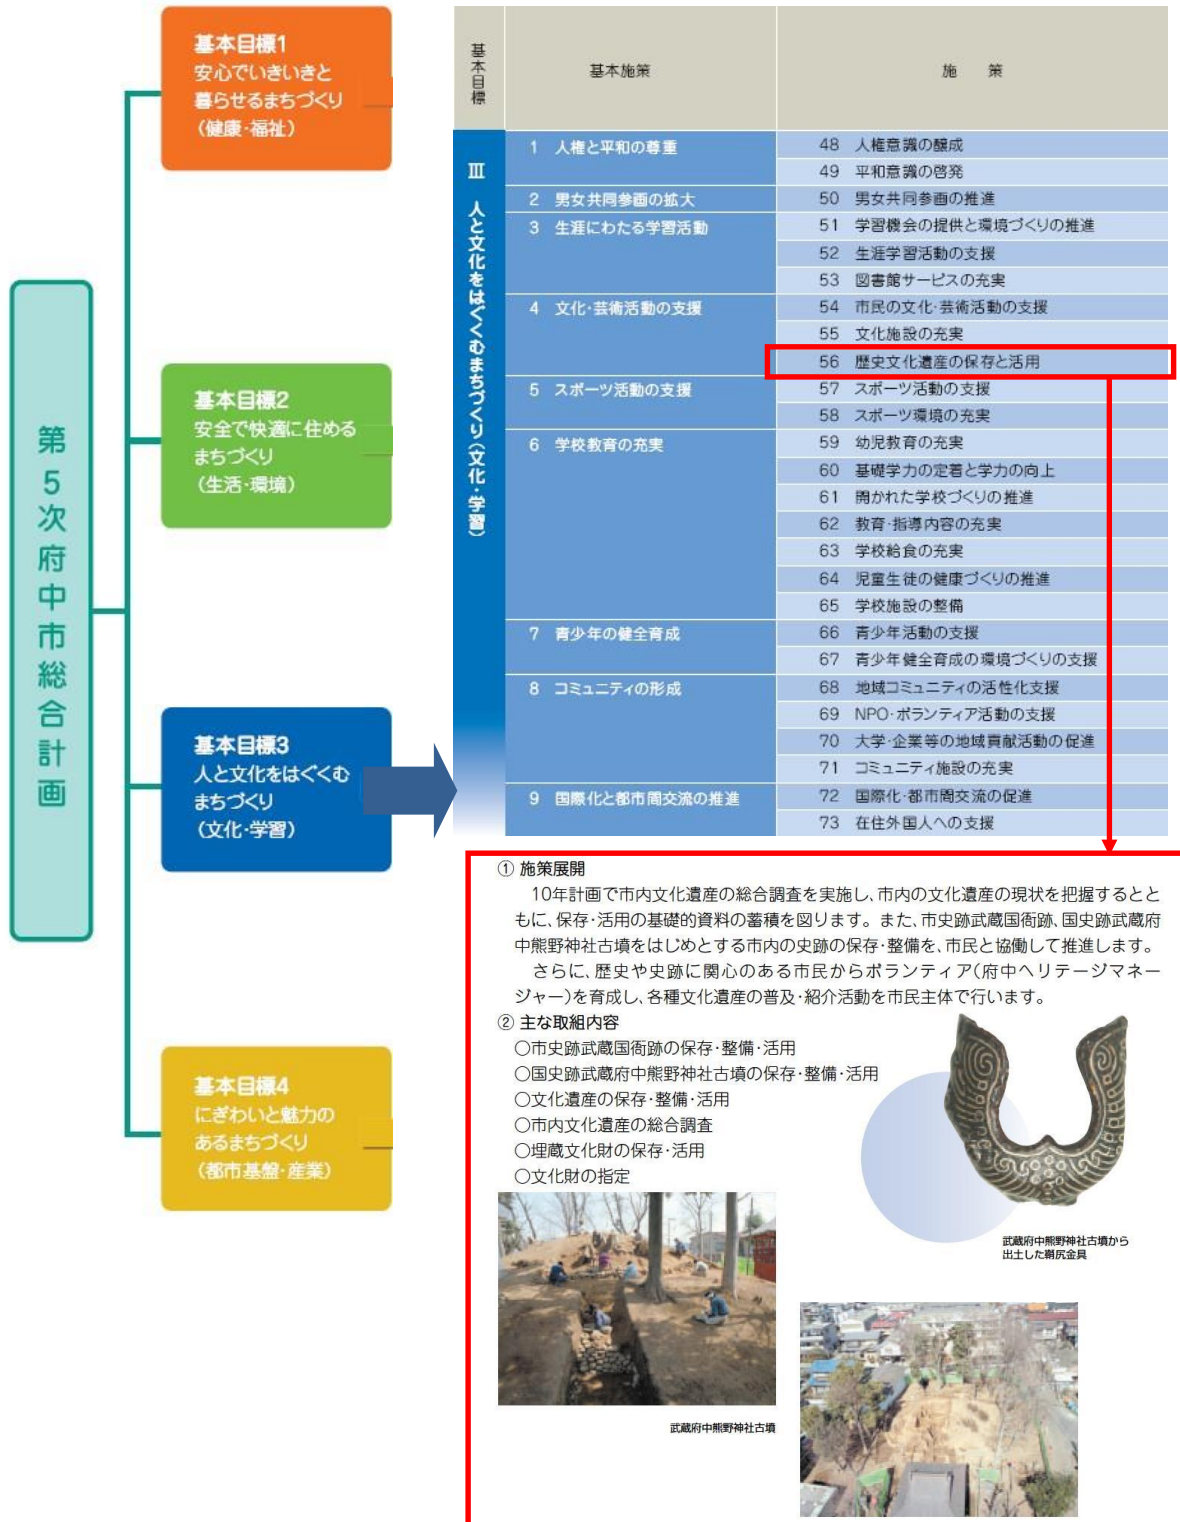 第5次府中市総合計画
基本目標1
安心でいきいきと
暮らせるまちづくり
(健康・福祉)
基本目標2
安全で快適に住める
まちづくり
(生活・環境)
基本目標3
人と文化をはぐくむ
まちづくり
(文化・学習)
基本目標4
にぎわいと魅力の
あるまちづくり
(都市基盤・産業)
基本目標
基本施策
施 策
Ⅲ 人と文化をはぐくむまちづくり(文化・学習)
1 人権と平和の尊重
48 人権意識の醸成
49 平和意識の啓発
2 男女共同参画の拡大
50 男女共同参画の推進
3 生涯にわたる学習活動
51 学習機会の提供と環境づくりの推進
52 生涯学習活動の支援
53 図書館サービスの充実
4 文化・芸術活動の支援
54 市民の文化・芸術活動の支援
55 文化施設の充実
56 歴史文化遺産の保存と活用
5 スポーツ活動の支援
57 スポーツ活動の支援
58 スポーツ環境の充実
6 学校教育の充実
59 幼児教育の充実
60 基礎学力の定着と学力の向上
61 開かれた学校づくりの推進
62 教育・指導内容の充実
63 学校給食の充実
64 児童生徒の健康づくりの推進
65 学校施設の整備
7 青少年の健全育成
66 青少年活動の支援
67 青少年健全育成の環境づくりの支援
8 コミュニティの形成
68 地域コミュニティの活性化支援
69 NPO・ボランティア活動の支援
70 大学・企業等の地域貢献活動の促進
71 コミュニティ施設の充実
9 国際化と都市間交流の推進
72 国際化・都市間交流の促進
73 在住外国人への支援
① 施策展開
10年計画で市内文化遺産の総合調査を実施し、市内の文化遺産の現状を把握するとと
もに、保存・活用の基礎的資料の蓄積を図ります。また、市史跡武蔵国衙跡、国史跡武蔵府
中熊野神社古墳をはじめとする市内の史跡の保存・整備を、市民と協働して推進します。
さらに、歴史や史跡に関心のある市民からボランティア(府中ヘリテージマネー
ジャー)を育成し、各種文化遺産の普及・紹介活動を市民主体で行います。
② 主な取組内容
○市史跡武蔵国衙跡の保存・整備・活用
○国史跡武蔵府中熊野神社古墳の保存・整備・活用
○文化遺産の保存・整備・活用
○市内文化遺産の総合調査
○埋蔵文化財の保存・活用
○文化財の指定
武蔵府中熊野神社古墳から
出土した鞘尻金具
武蔵府中熊野神社古墳